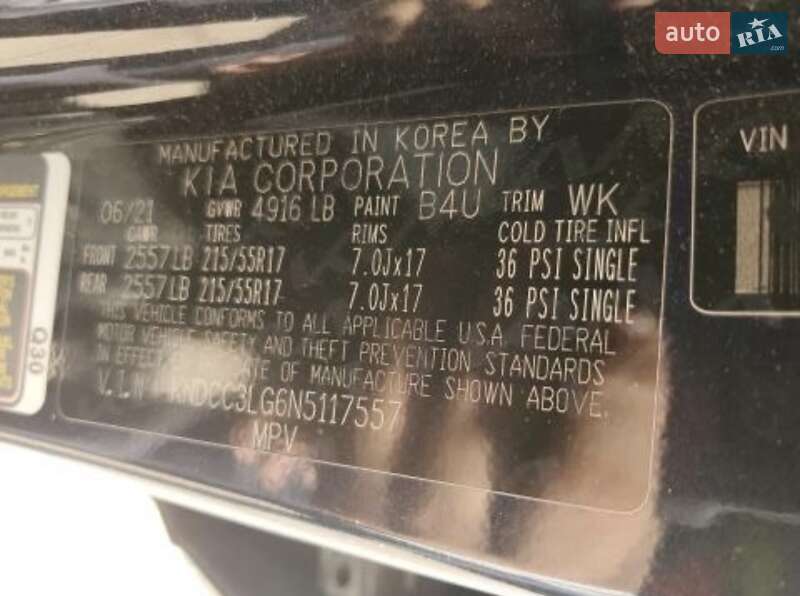 auto RIA.com
MANUFACTURED IN KOREA BY
KIA CORPORATION
06/21 GVWR 4916 LB PAINT B4U TRIM WK
GAWR TIRES RIMS COLD TIRE INFL
FRONT 2557LB 215/55R17 7.0Jx17 36 PSI SINGLE
REAR 2557LB 215/55R17 7.0Jx17 36 PSI SINGLE
THIS VEHICLE CONFORMS TO ALL APPLICABLE U.S.A. FEDERAL
MOTOR VEHICLE SAFETY AND THEFT PREVENTION STANDARDS
IN EFFECT DATE OF MANUFACTURE SHOWN ABOVE.
V.I.N KNDCC3LG6N5117557
MPV
VIN
Q30